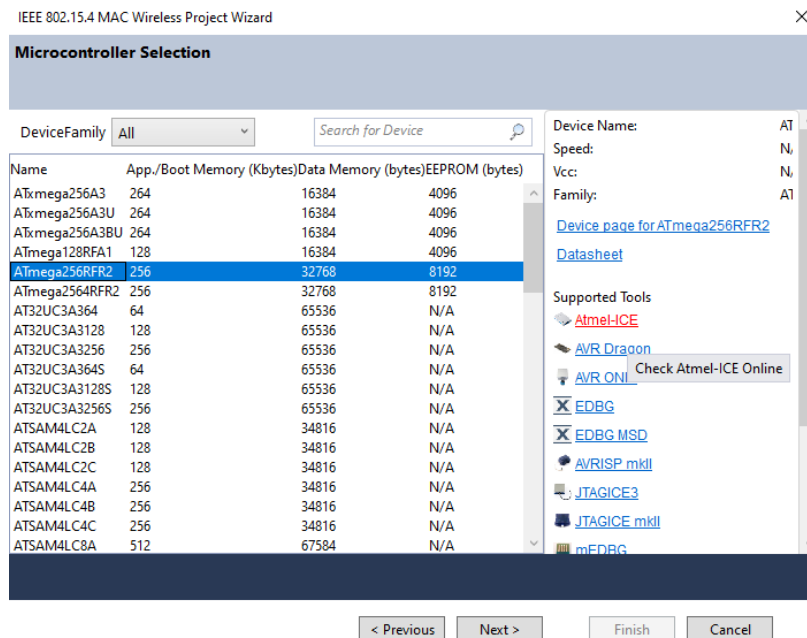 IEEE 802.15.4 MAC Wireless Project Wizard
Microcontroller Selection
DeviceFamily All Search for Device
Name App./Boot Memory (Kbytes) Data Memory (bytes) EEPROM (bytes)
ATxmega256A3 264 16384 4096
ATxmega256A3U 264 16384 4096
ATxmega256A3BU 264 16384 4096
ATmega128RFA1 128 16384 4096
ATmega256RFR2 256 32768 8192
ATmega2564RFR2 256 32768 8192
AT32UC3A364 64 65536 N/A
AT32UC3A3128 128 65536 N/A
AT32UC3A3256 256 65536 N/A
AT32UC3A364S 64 65536 N/A
AT32UC3A3128S 128 65536 N/A
AT32UC3A3256S 256 65536 N/A
ATSAM4LC2A 128 34816 N/A
ATSAM4LC2B 128 34816 N/A
ATSAM4LC2C 128 34816 N/A
ATSAM4LC4A 256 34816 N/A
ATSAM4LC4B 256 34816 N/A
ATSAM4LC4C 256 34816 N/A
ATSAM4LC8A 512 67584 N/A
Device Name: AT
Speed: N/
Vcc: N/
Family: AT
Device page for ATmega256RFR2
Datasheet
Supported Tools
Atmel-ICE
AVR Dragon
Check Atmel-ICE Online
AVR
EDBG
EDBG MSD
AVRISP mkII
JTAGICE3
JTAGICE mkII
mEDBG
< Previous Next > Finish Cancel